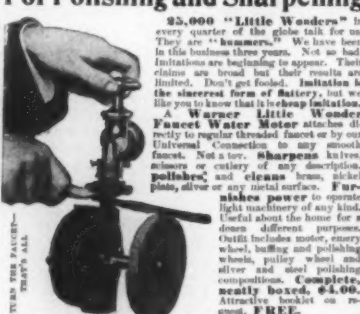 For Polishing and Sharpening
25,000 "Little Wonders" in
every quarter of the globe talk for us.
They are "hummers." We have been
in this business three years. Not so bad.
Imitations are beginning to appear. Their
claims are broad but their results are
limited. Don't get fooled. Imitation is
the sincerest form of flattery, but we
like you to know that it is cheap imitation.
A Warner Little Wonder
Faucet Water Motor attaches di-
rectly to regular threaded faucet or by our
Universal Connection to any smooth
faucet. Not a toy. Sharpens knives,
scissors or cutlery of any description,
polishes, and cleans brass, nickel
plate, silver or any metal surface. Fur-
nishes power to operate
light machinery of any kind.
Useful about the home for a
dozen different purposes.
Outfit includes motor, emery
wheel, buffing and polishing
wheels, pulley wheel and
silver and steel polishing
compositions. Complete,
neatly boxed, $4.00.
Attractive booklet on re-
quest, FREE.
TURN THE FAUCET—
THAT'S ALL